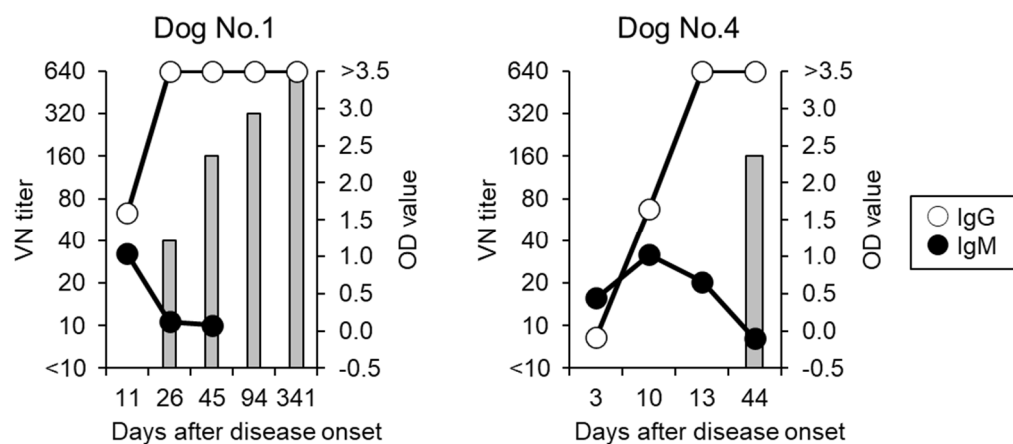 Dog No.1
640
320
160
80
40
20
10
<10
VN titer
>3.5
3.0
2.5
2.0
1.5
1.0
0.5
0.0
-0.5
OD value
11 26 45 94 341
Days after disease onset
Dog No.4
640
320
160
80
40
20
10
<10
VN titer
>3.5
3.0
2.5
2.0
1.5
1.0
0.5
0.0
-0.5
OD value
3 10 13 44
Days after disease onset
IgG
IgM